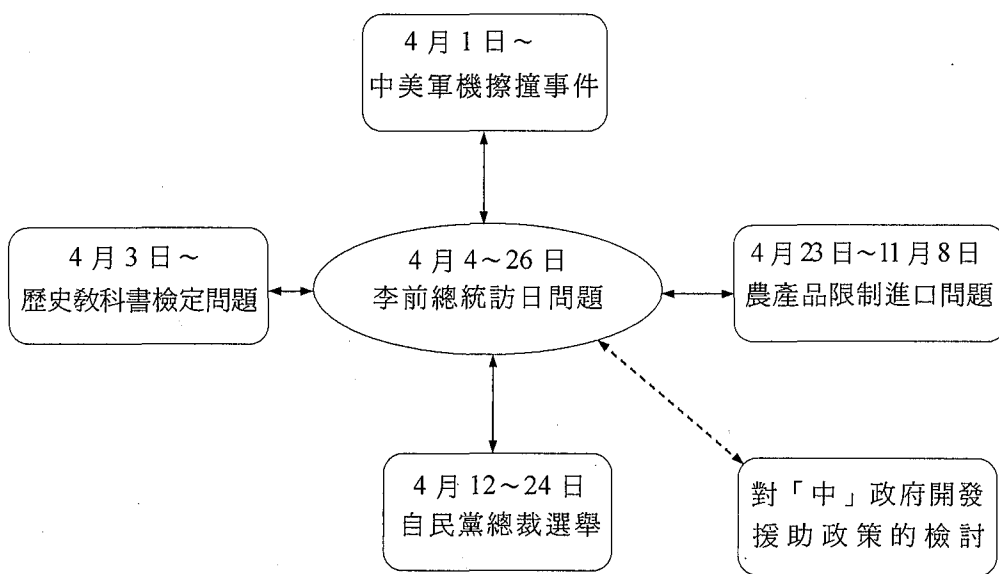 4月1日～
中美軍機擦撞事件
4月3日～
歷史教科書檢定問題
4月4～26日
李前總統訪日問題
4月23日～11月8日
農產品限制進口問題
4月12～24日
自民黨總裁選舉
對「中」政府開發
援助政策的檢討